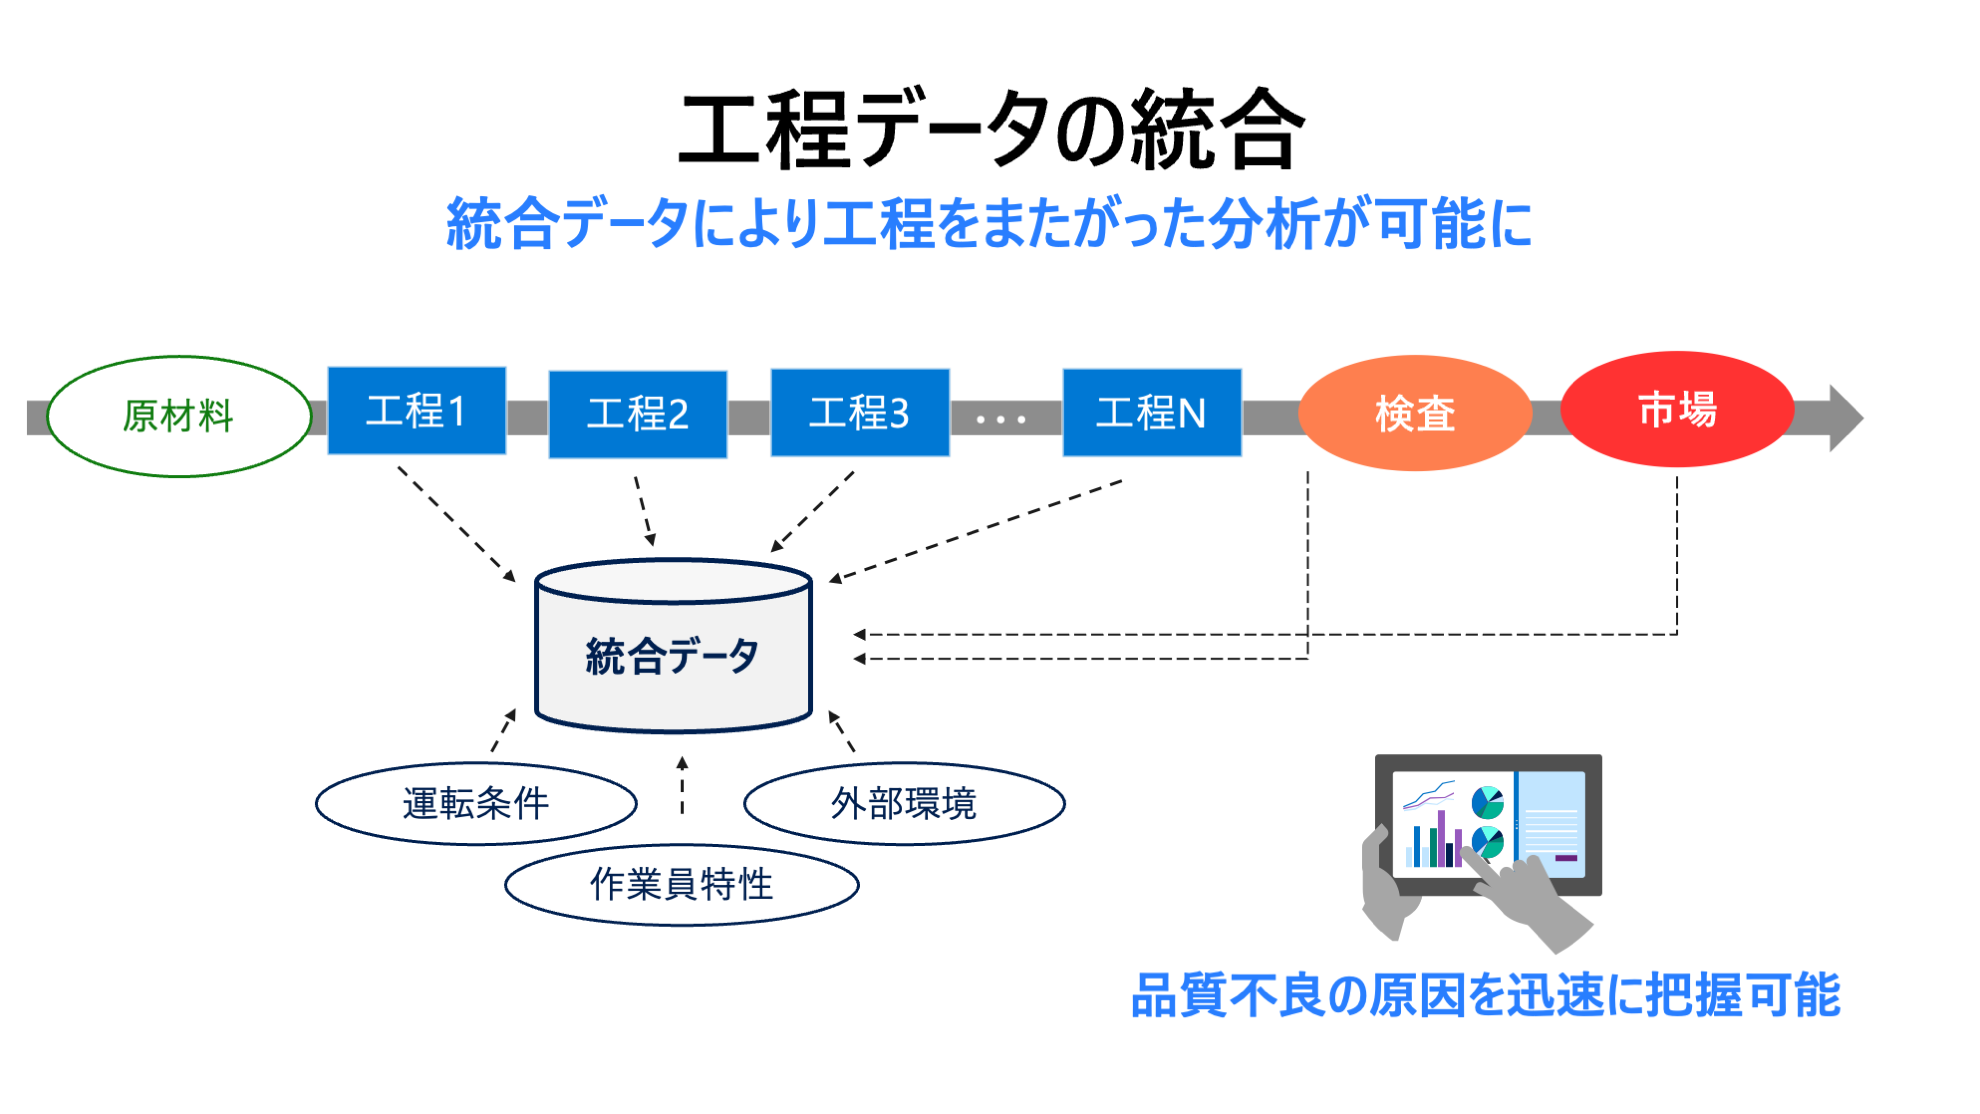 工程データの統合
統合データにより工程をまたがった分析が可能に
原材料
工程1
工程2
工程3
...
工程N
検査
市場
統合データ
運転条件
外部環境
作業員特性
品質不良の原因を迅速に把握可能